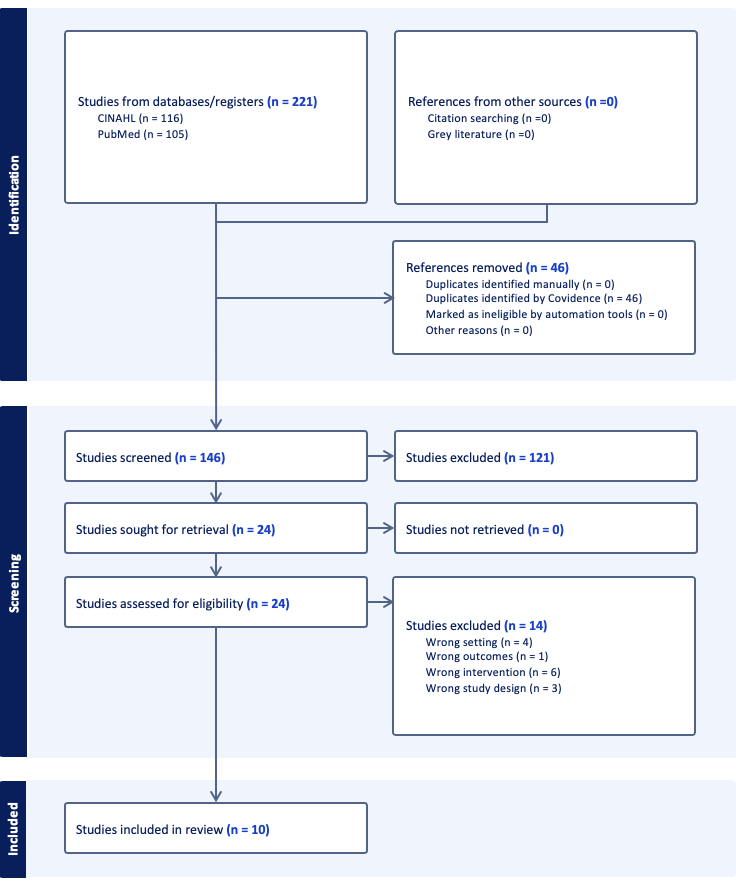 Identification
Studies from databases/registers (n = 221)
CINAHL (n = 116)
PubMed (n = 105)
References from other sources (n =0)
Citation searching (n =0)
Grey literature (n =0)
References removed (n = 46)
Duplicates identified manually (n = 0)
Duplicates identified by Covidence (n = 46)
Marked as ineligible by automation tools (n = 0)
Other reasons (n = 0)
Screening
Studies screened (n = 146)
Studies excluded (n = 121)
Studies sought for retrieval (n = 24)
Studies not retrieved (n = 0)
Studies assessed for eligibility (n = 24)
Studies excluded (n = 14)
Wrong setting (n = 4)
Wrong outcomes (n = 1)
Wrong intervention (n = 6)
Wrong study design (n = 3)
Included
Studies included in review (n = 10)